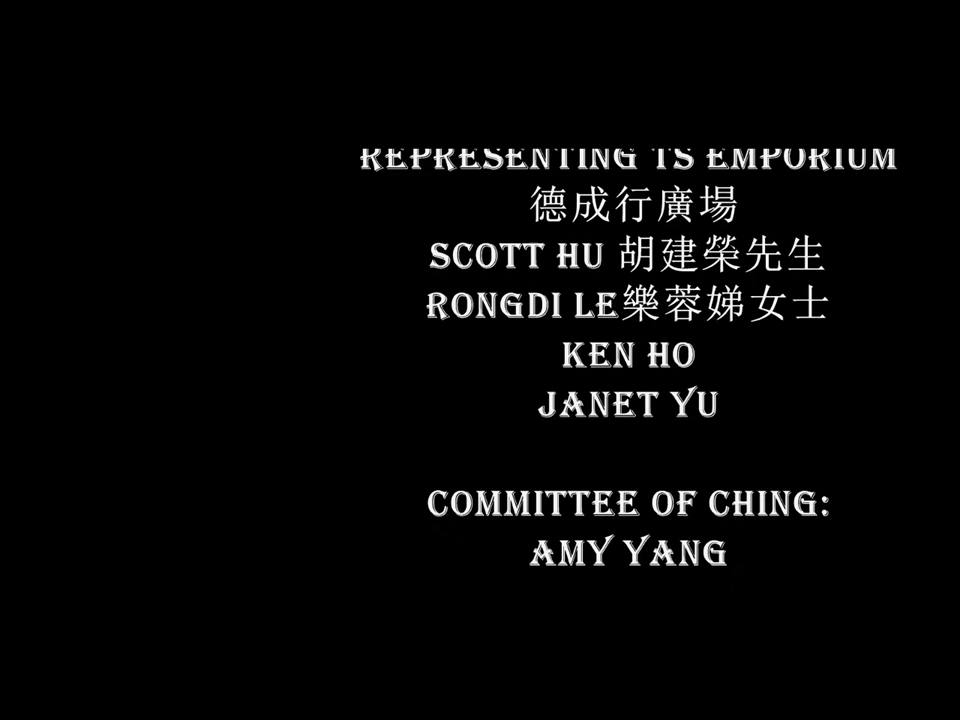 REPRESENTING TS EMPORIUM
德成行廣場
SCOTT HU 胡建榮先生
RONGDI LE樂蓉娣女士
KEN HO
JANET YU
COMMITTEE OF CHING:
AMY YANG